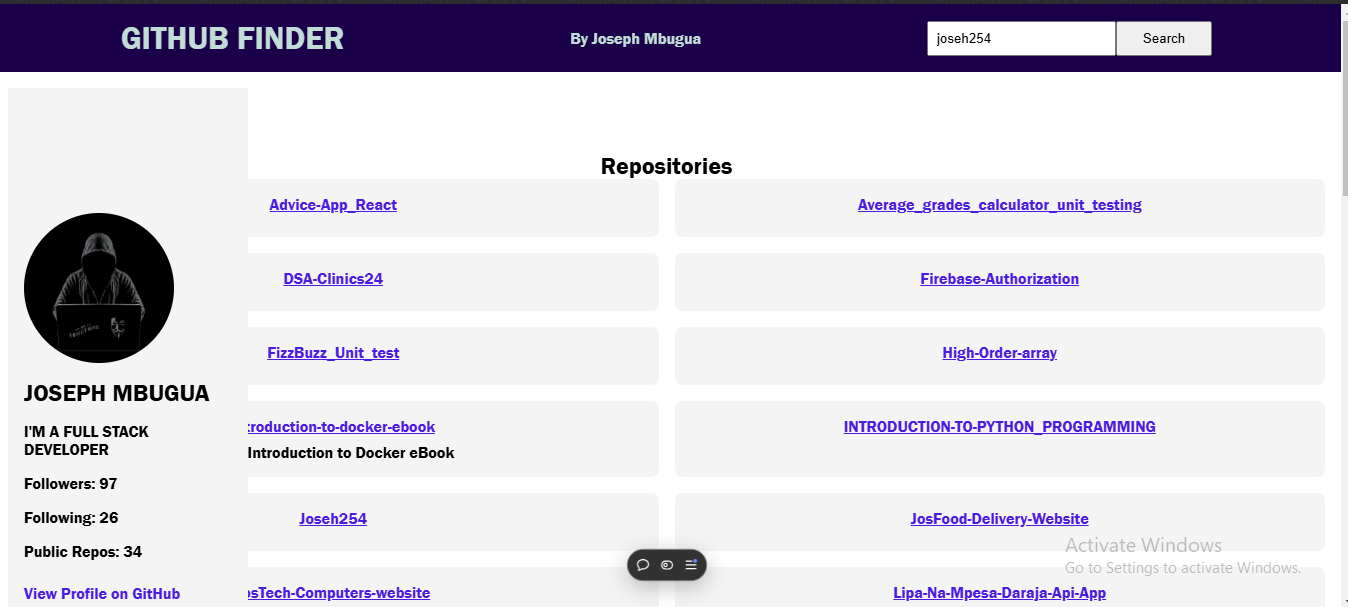 GITHUB FINDER
By Joseph Mbugua
joseh254
Search
Repositories
Advice-App_React
Average_grades_calculator_unit_testing
DSA-Clinics24
Firebase-Authorization
FizzBuzz_Unit_test
High-Order-array
troduction-to-docker-ebook
Introduction to Docker eBook
INTRODUCTION-TO-PYTHON_PROGRAMMING
Joseh254
JosFood-Delivery-Website
sTech-Computers-website
Lipa-Na-Mpesa-Daraja-Api-App
JOSEPH MBUGUA
I'M A FULL STACK
DEVELOPER
Followers: 97
Following: 26
Public Repos: 34
View Profile on GitHub
Activate Windows
Go to Settings to activate Windows.